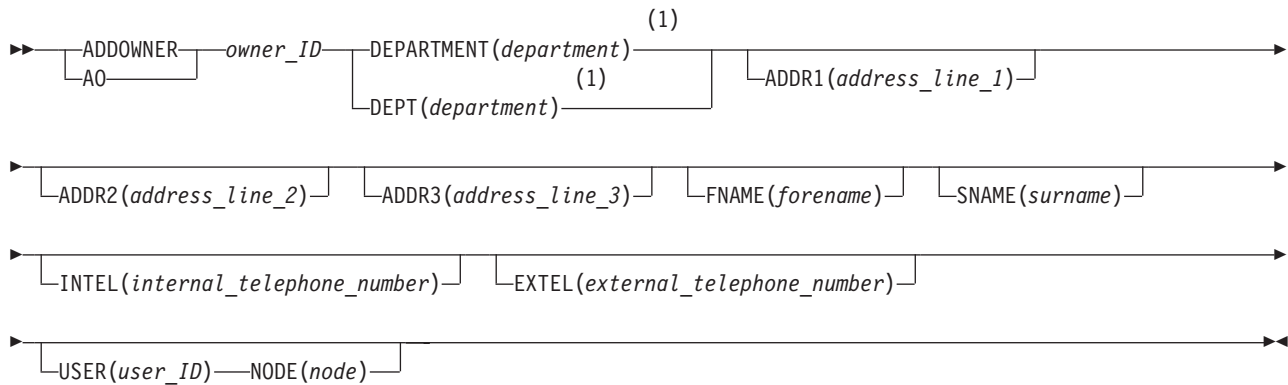 (1)
ADDOWNER owner_ID DEPARTMENT(department)
AO (1) ADDR1(address_line_1)
DEPT(department)
ADDR2(address_line_2) ADDR3(address_line_3) FNAME(forename) SNAME(surname)
INTEL(internal_telephone_number) EXTEL(external_telephone_number)
USER(user_ID) NODE(node)